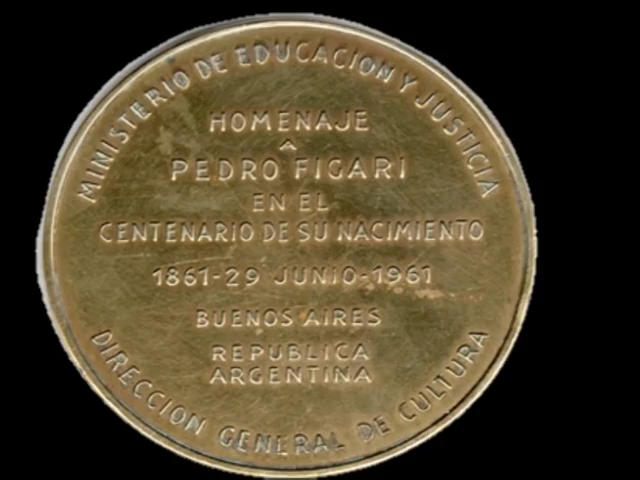 MINISTERIO DE EDUCACION Y JUSTICIA
HOMENAJE
A
PEDRO FIGARI
EN EL
CENTENARIO DE SU NACIMIENTO
1861-29 JUNIO-1961
BUENOS AIRES
REPUBLICA
ARGENTINA
DIRECCION GENERAL DE CULTURA